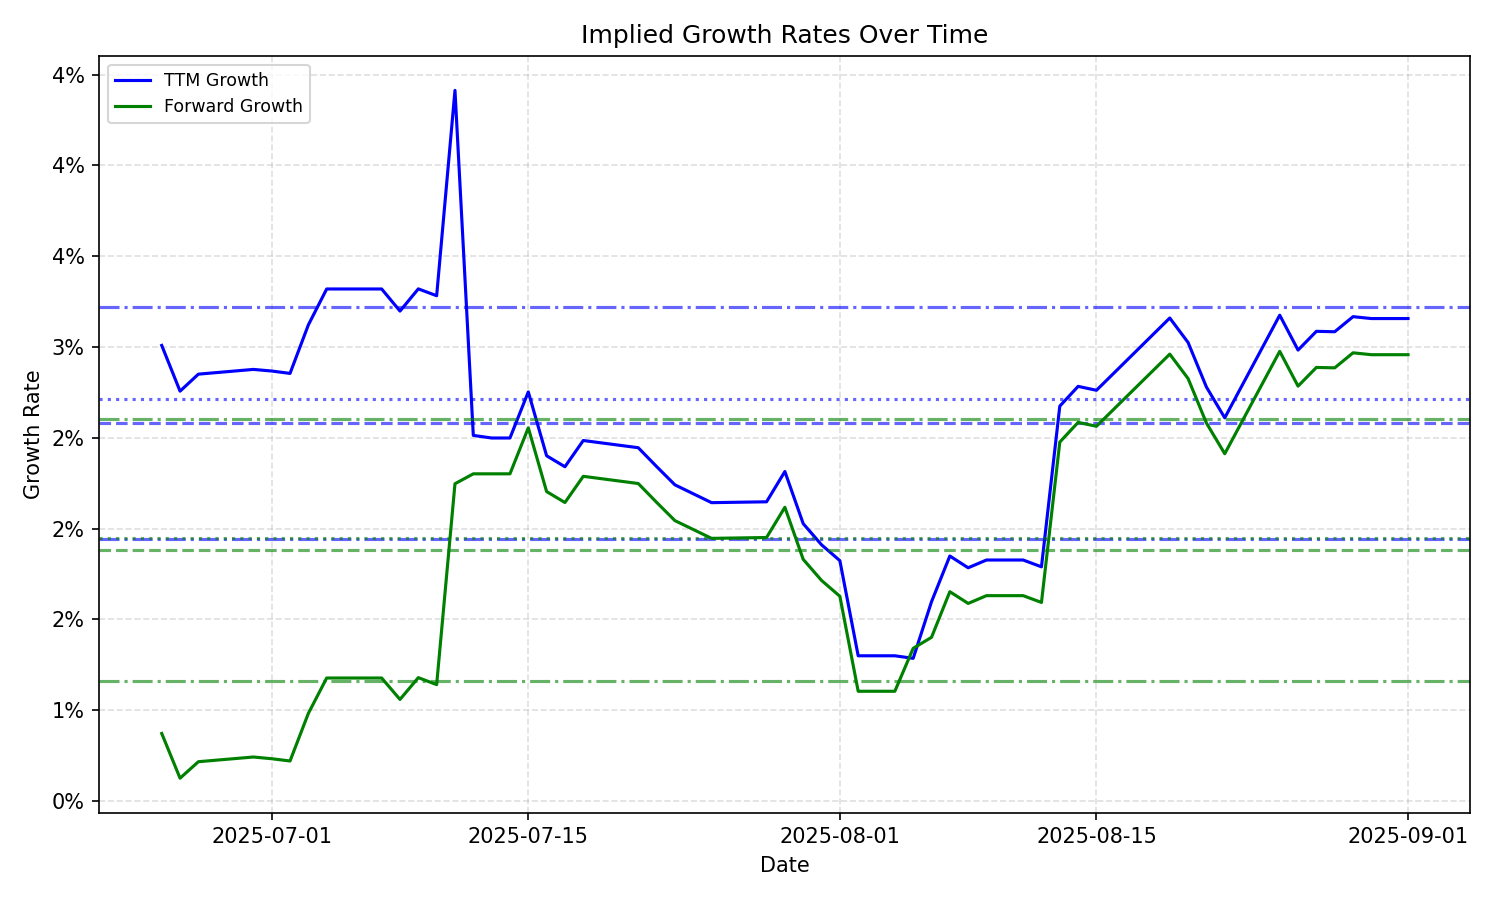 Implied Growth Rates Over Time
TTM Growth
Forward Growth
Growth Rate
4%
4%
4%
3%
2%
2%
2%
1%
0%
2025-07-01
2025-07-15
2025-08-01
2025-08-15
2025-09-01
Date